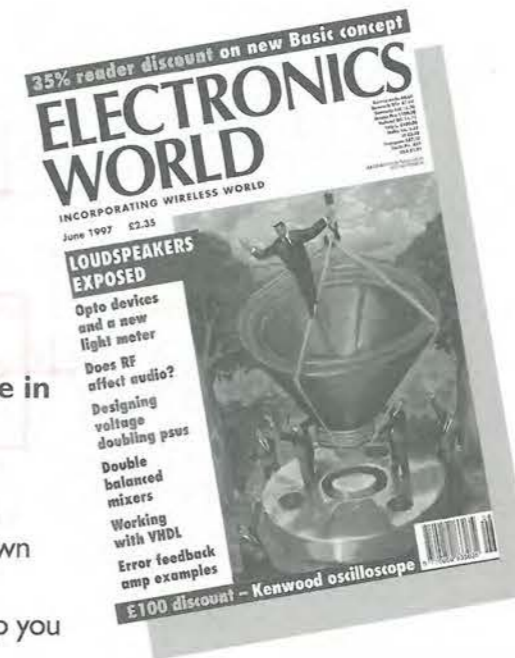 35% reader discount on new Basic concept
ELECTRONICS
WORLD
INCORPORATING WIRELESS WORLD
June 1997 £2.35
LOUDSPEAKERS
EXPOSED
Opto devices
and a new
light meter
Does RF
affect audio?
Designing
voltage
doubling psus
Double
balanced
mixers
Working
with VHDL
Error feedback
amp examples
£100 discount – Kenwood oscilloscope
e in
wn
o you